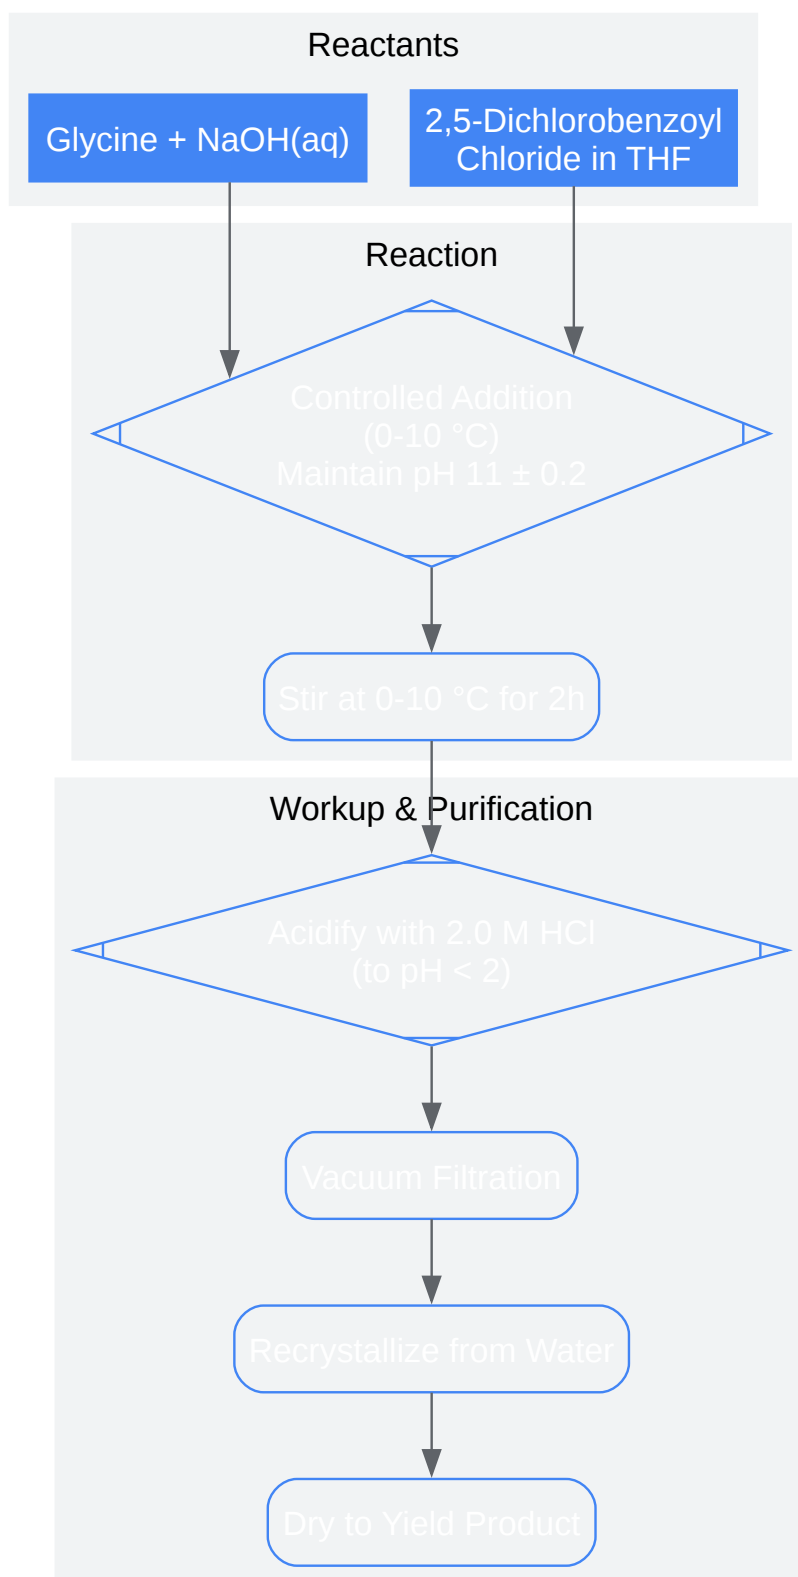 Reactants
Glycine + NaOH(aq)
2,5-Dichlorobenzoyl
Chloride in THF
Reaction
Controlled Addition
(0-10 °C)
Maintain pH 11 ± 0.2
Stir at 0-10 °C for 2h
Workup & Purification
Acidify with 2.0 M HCl
(to pH < 2)
Vacuum Filtration
Recrystallize from Water
Dry to Yield Product